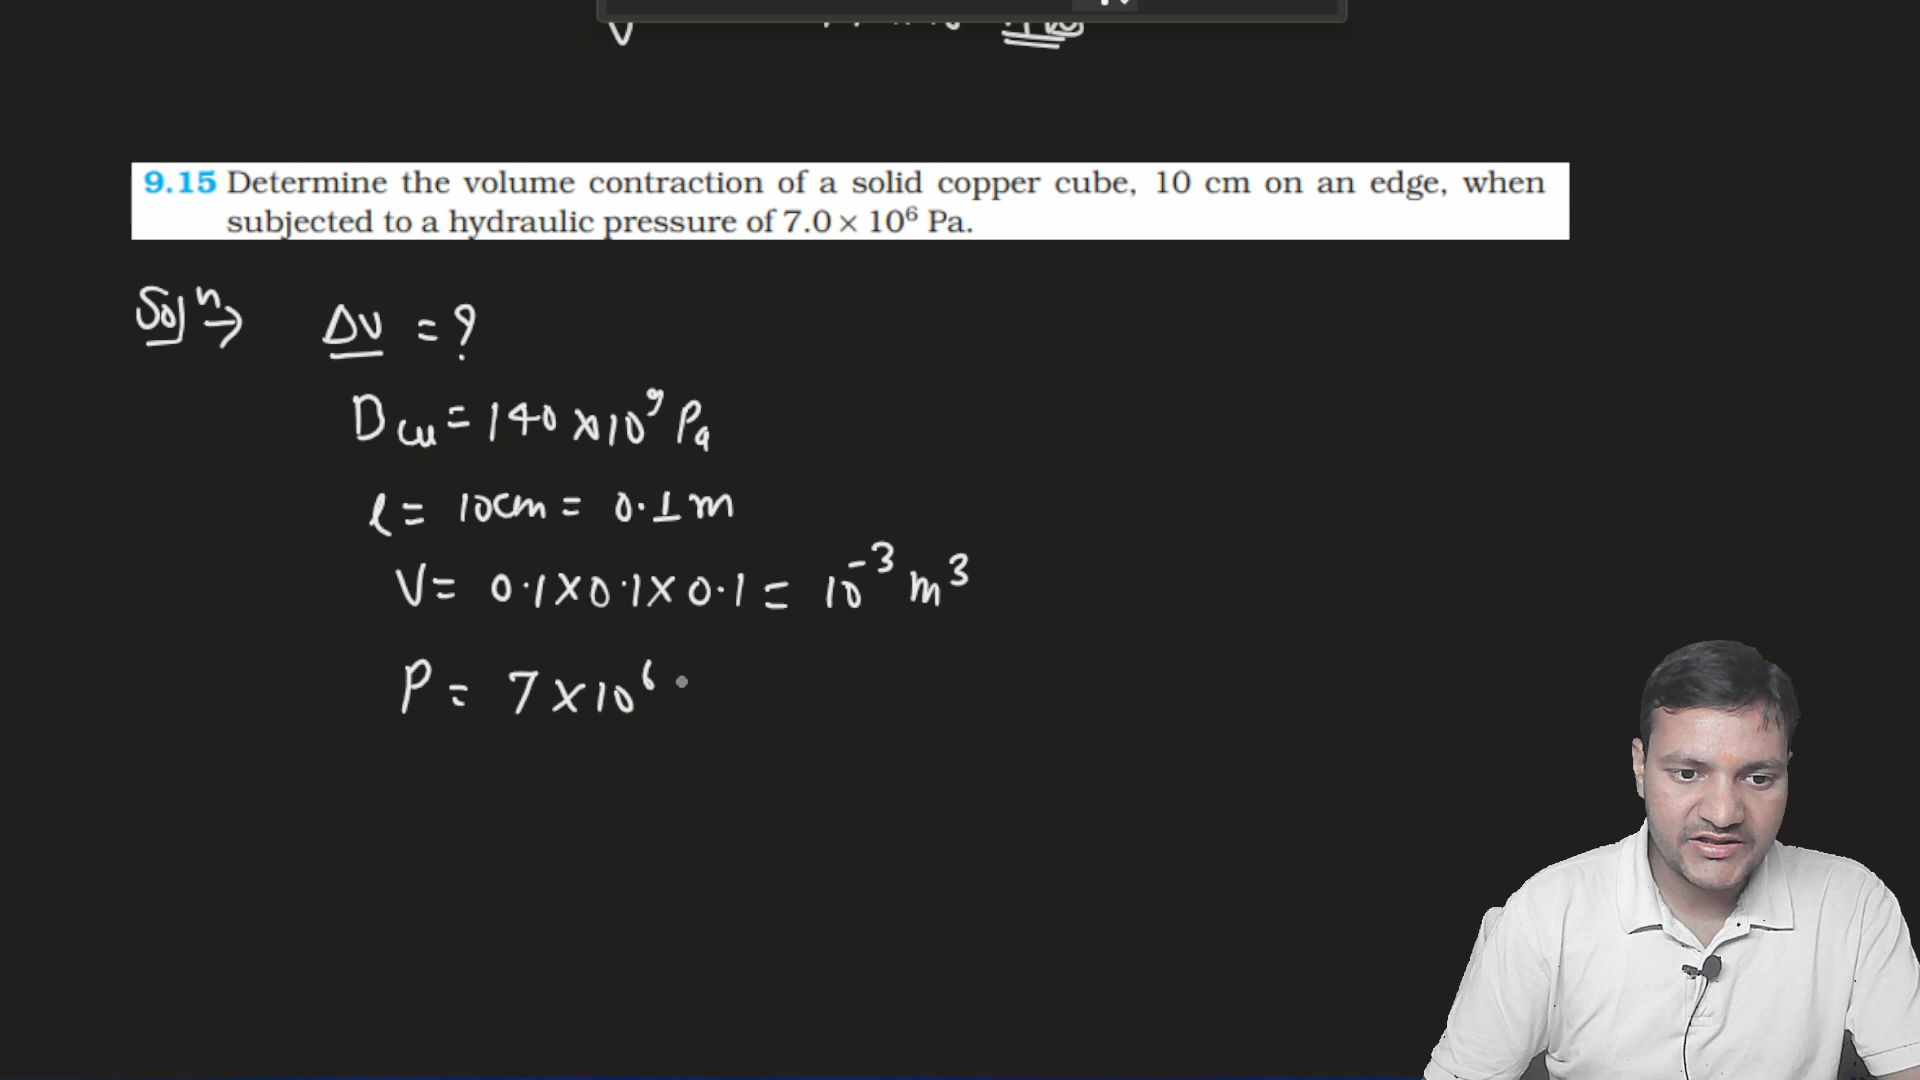 9.15 Determine the volume contraction of a solid copper cube, 10 cm on an edge, when
subjected to a hydraulic pressure of 7.0 × 10⁶ Pa.
Solⁿ → ΔV = ?
D cu = 140 × 10⁹ Pa
l = 10cm = 0.1 m
V = 0.1 × 0.1 × 0.1 = 10⁻³ m³
P = 7 × 10⁶